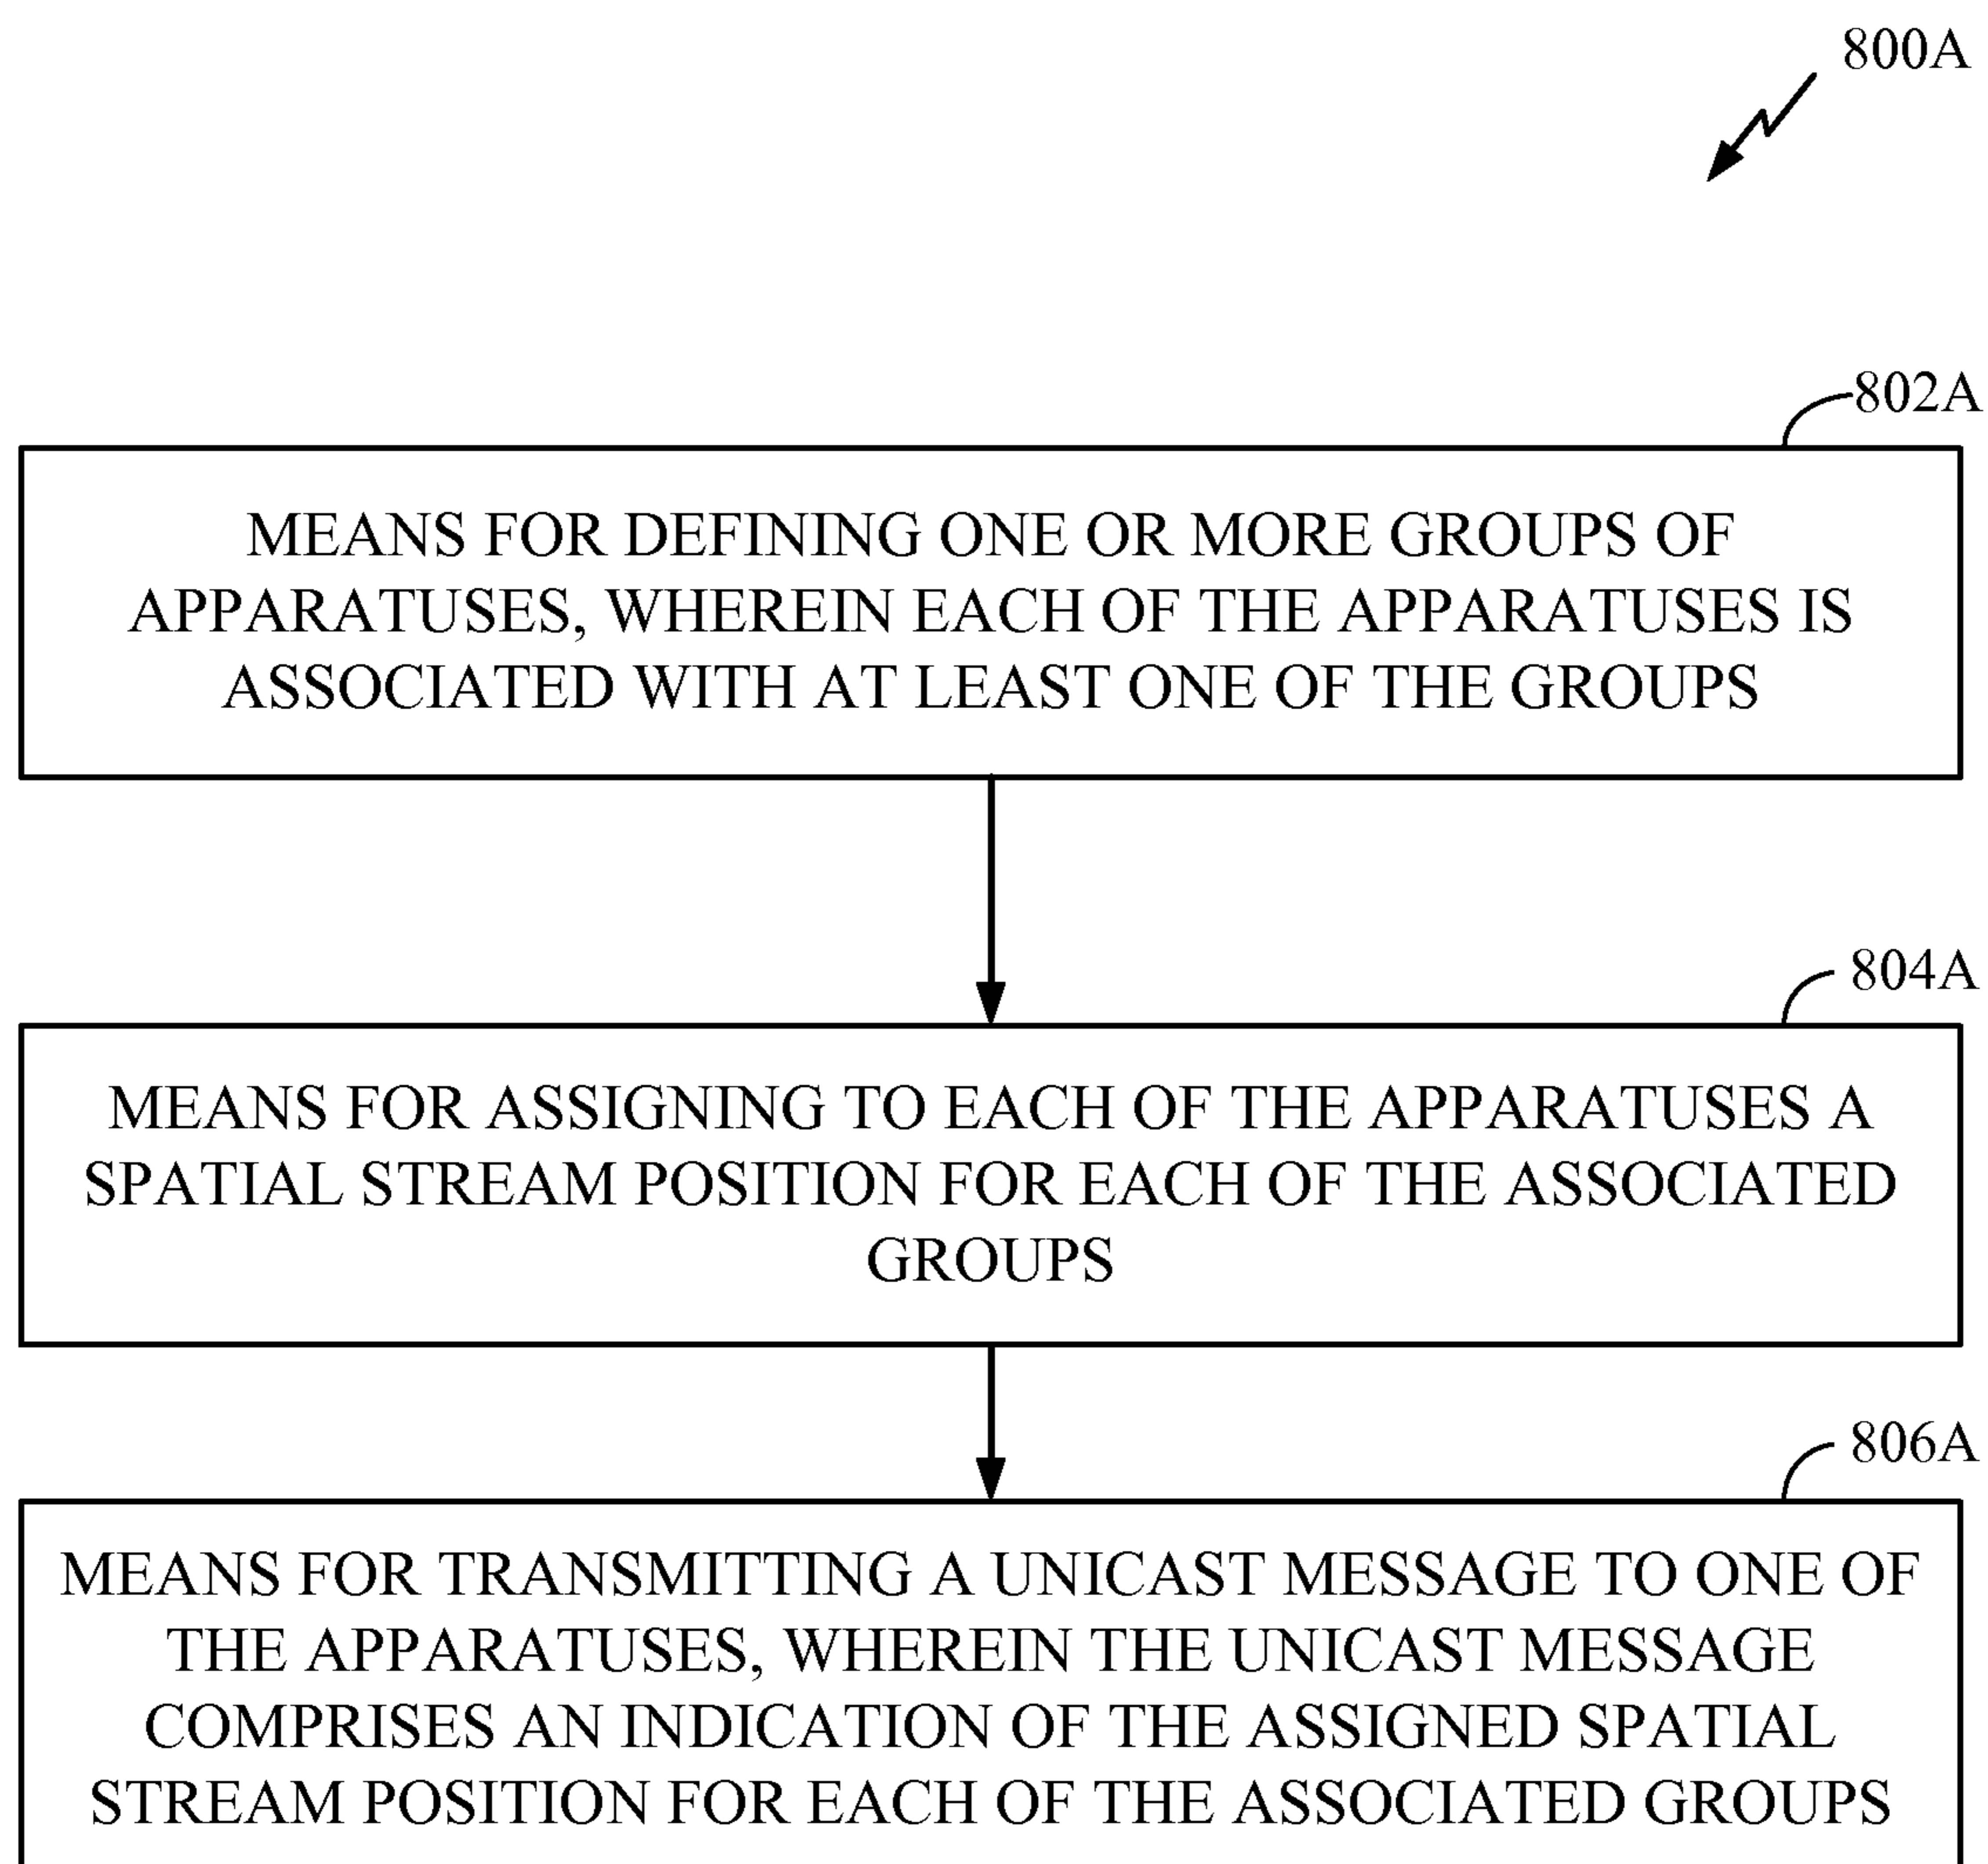 800A
802A
MEANS FOR DEFINING ONE OR MORE GROUPS OF
APPARATUSES, WHEREIN EACH OF THE APPARATUSES IS
ASSOCIATED WITH AT LEAST ONE OF THE GROUPS
804A
MEANS FOR ASSIGNING TO EACH OF THE APPARATUSES A
SPATIAL STREAM POSITION FOR EACH OF THE ASSOCIATED
GROUPS
806A
MEANS FOR TRANSMITTING A UNICAST MESSAGE TO ONE OF
THE APPARATUSES, WHEREIN THE UNICAST MESSAGE
COMPRISES AN INDICATION OF THE ASSIGNED SPATIAL
STREAM POSITION FOR EACH OF THE ASSOCIATED GROUPS